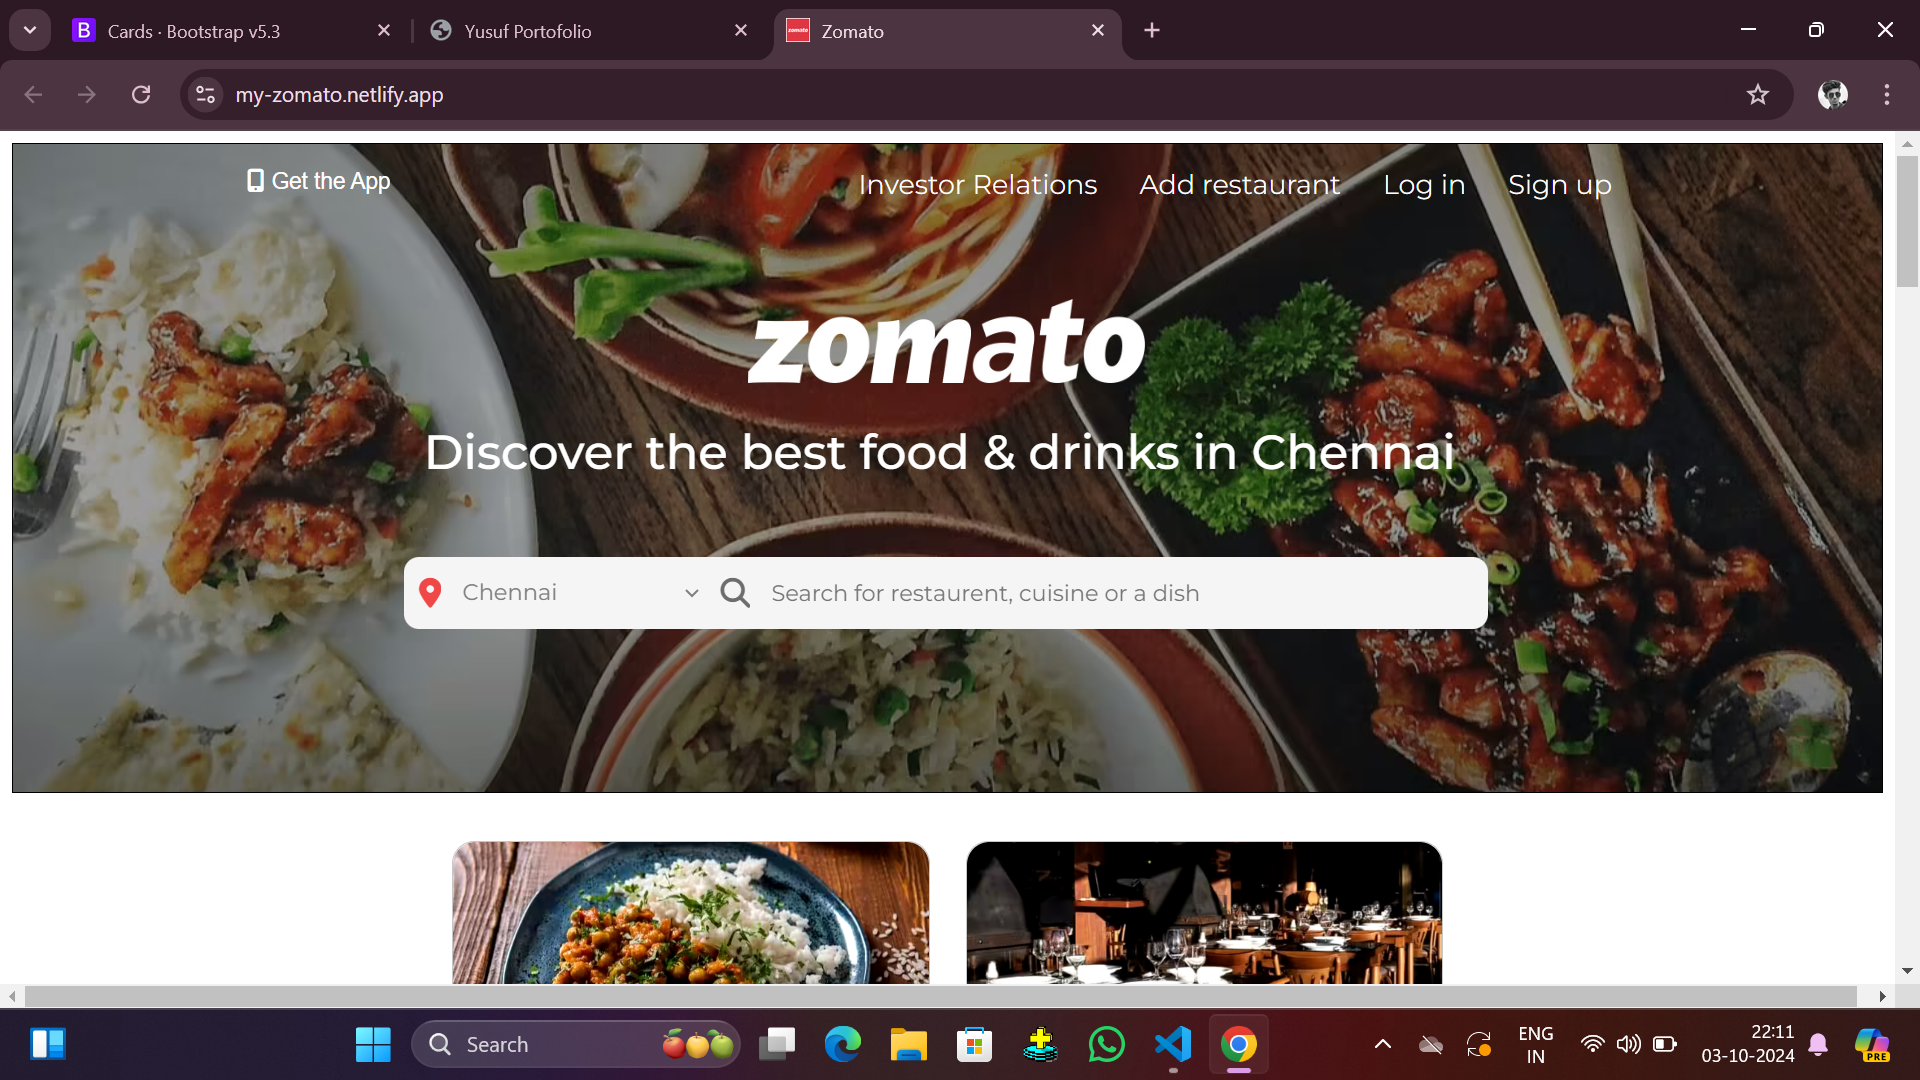 Cards · Bootstrap v5.3
Yusuf Portofolio
zomato
Zomato
my-zomato.netlify.app
Get the App
Investor Relations
Add restaurant
Log in
Sign up
zomato
Discover the best food & drinks in Chennai
Chennai
Search for restaurent, cuisine or a dish
Search
ENG
IN
22:11
03-10-2024
PRE